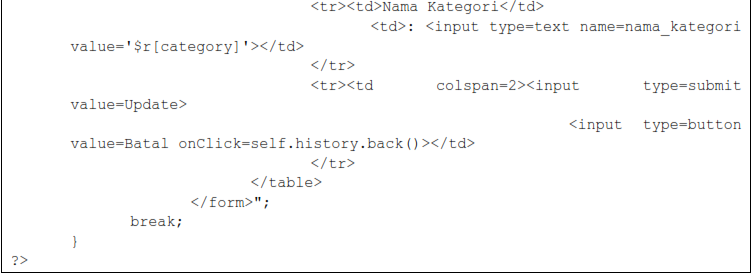 <tr><td>Nama Kategori</td>
<td>: <input type=text name=nama_kategori
value='$r[category]'></td>
</tr>
<tr><td colspan=2><input type=submit
value=Update>
<input type=button
value=Batal onClick=self.history.back()></td>
</tr>
</table>
</form>";
break;
}
?>